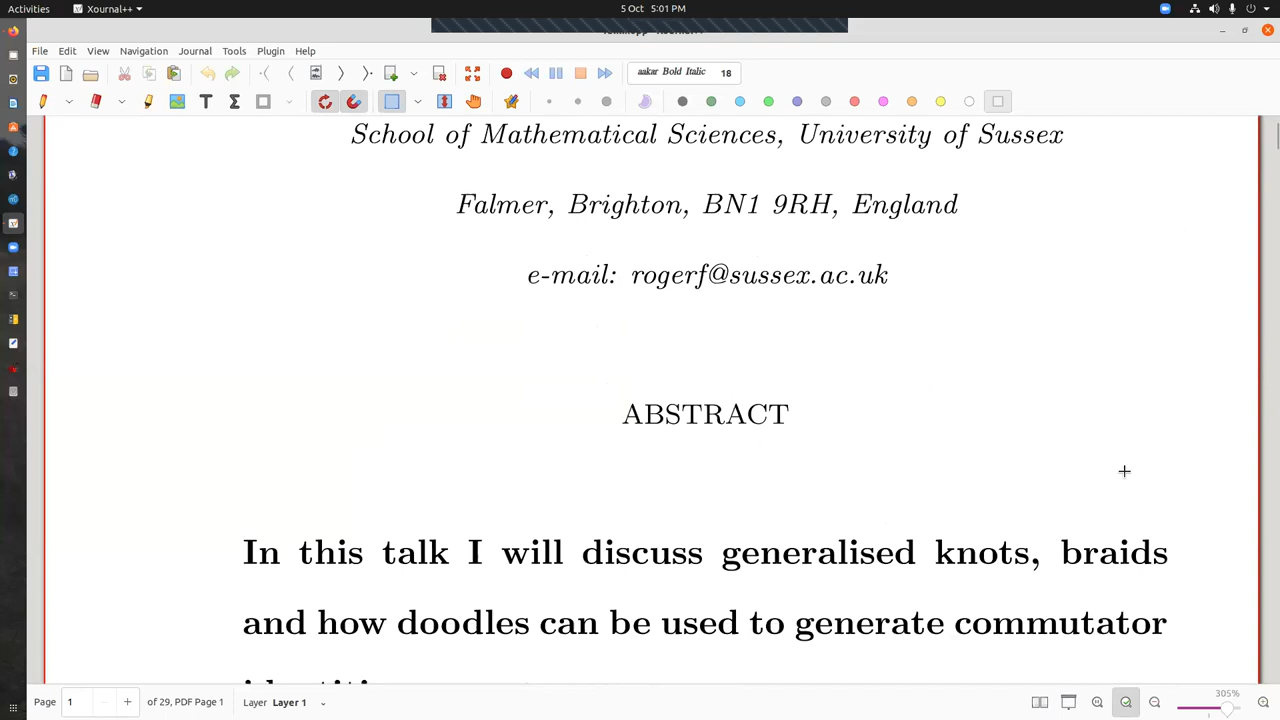 Activities
Xournal++
5 Oct 5:01 PM
File Edit View Navigation Journal Tools Plugin Help
aakar Bold Italic 18
School of Mathematical Sciences, University of Sussex
Falmer, Brighton, BN1 9RH, England
e-mail: rogerf@sussex.ac.uk
ABSTRACT
In this talk I will discuss generalised knots, braids
and how doodles can be used to generate commutator
Page 1 of 29, PDF Page 1 Layer Layer 1 305%